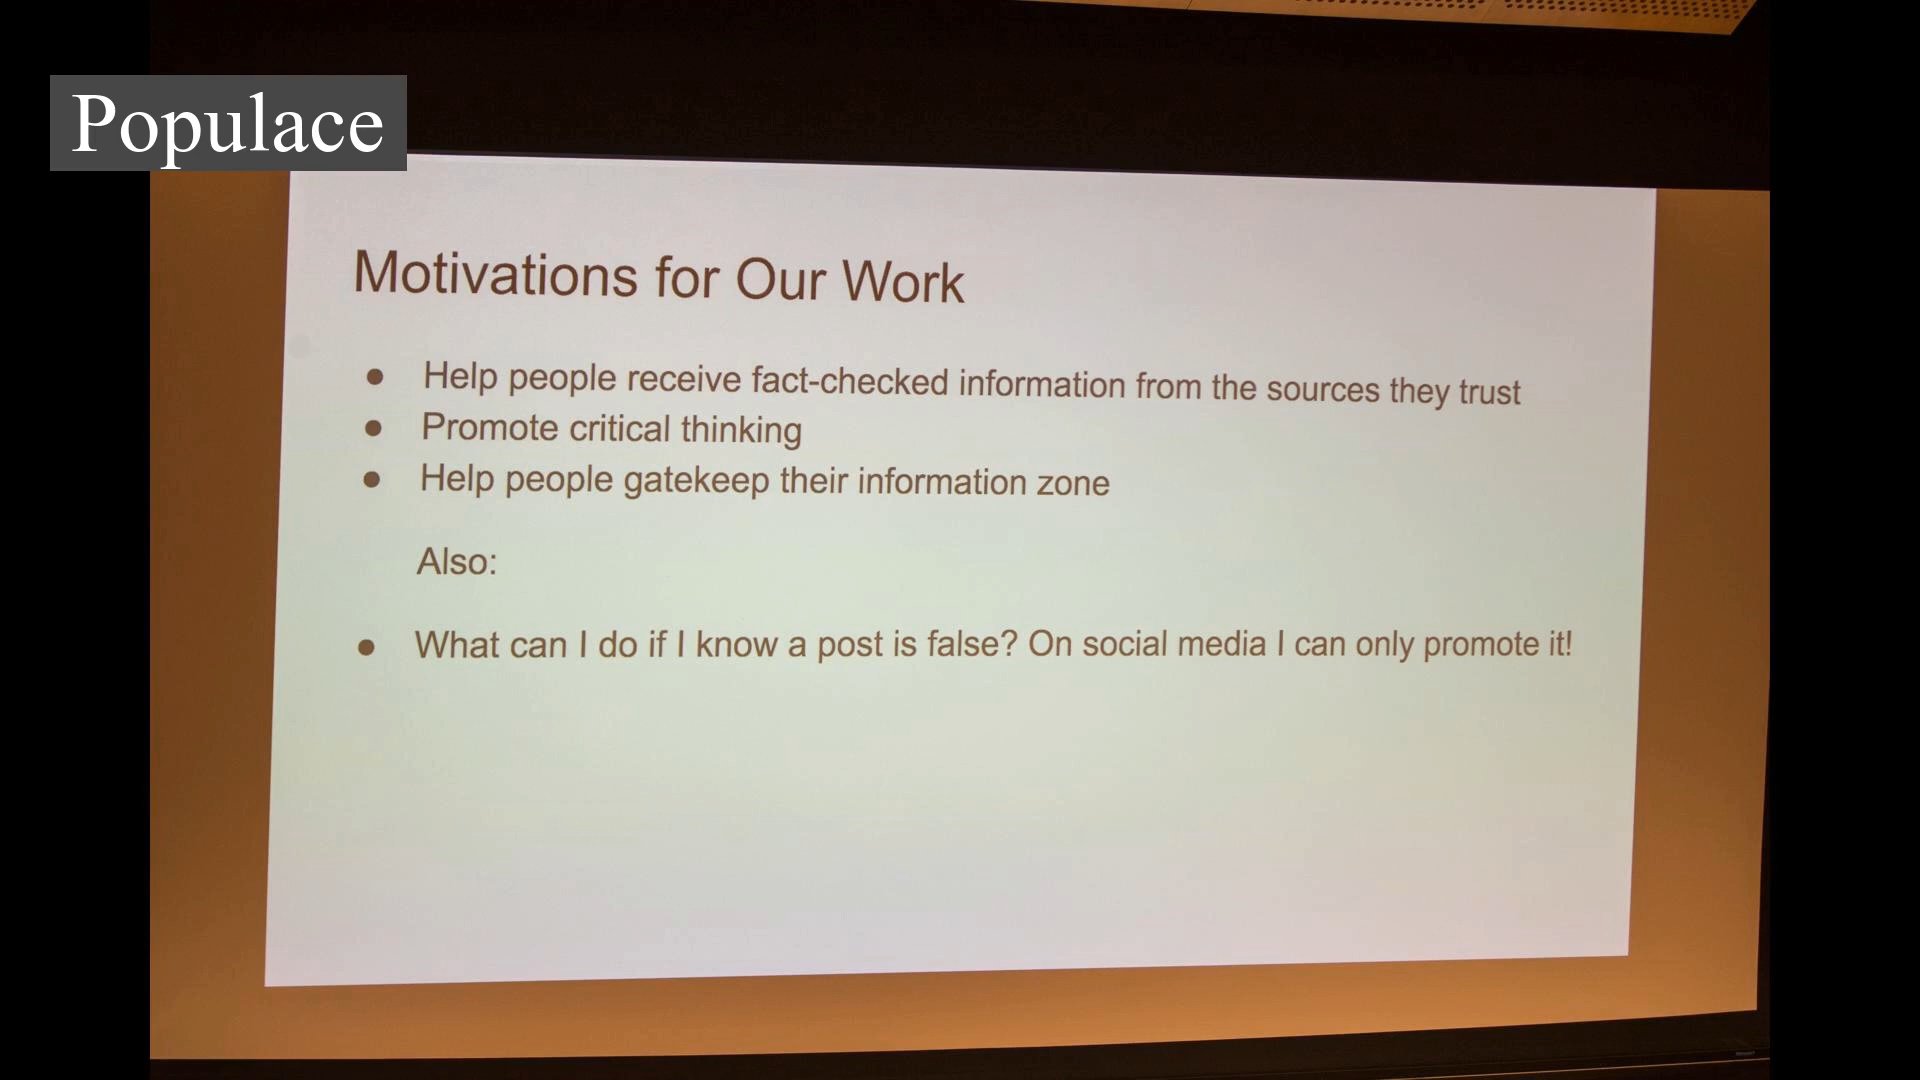 Populace
Motivations for Our Work
● Help people receive fact-checked information from the sources they trust
● Promote critical thinking
● Help people gatekeep their information zone
Also:
● What can I do if I know a post is false? On social media I can only promote it!